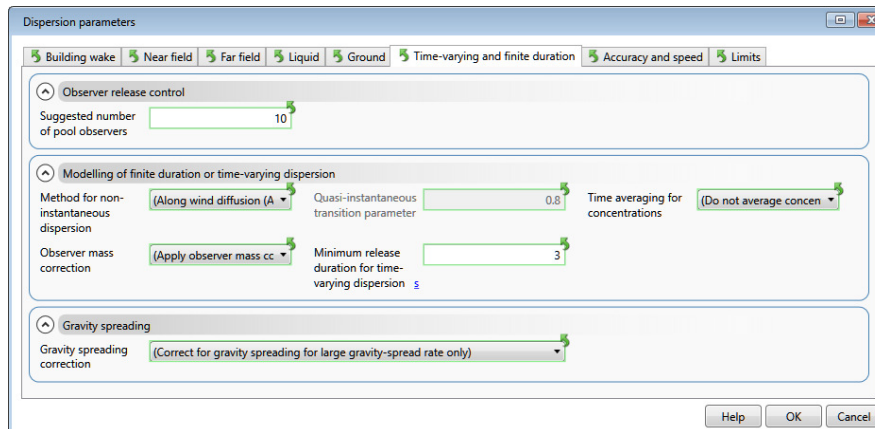 Dispersion parameters
Building wake Near field Far field Liquid Ground Time-varying and finite duration Accuracy and speed Limits
Observer release control
Suggested number 10
of pool observers
Modelling of finite duration or time-varying dispersion
Method for non- (Along wind diffusion (A Quasi-instantaneous 0.8 Time averaging for (Do not average concen
instantaneous transition parameter concentrations
dispersion
Observer mass (Apply observer mass cc Minimum release 3
correction duration for time-
varying dispersion s
Gravity spreading
Gravity spreading (Correct for gravity spreading for large gravity-spread rate only)
correction
Help OK Cancel